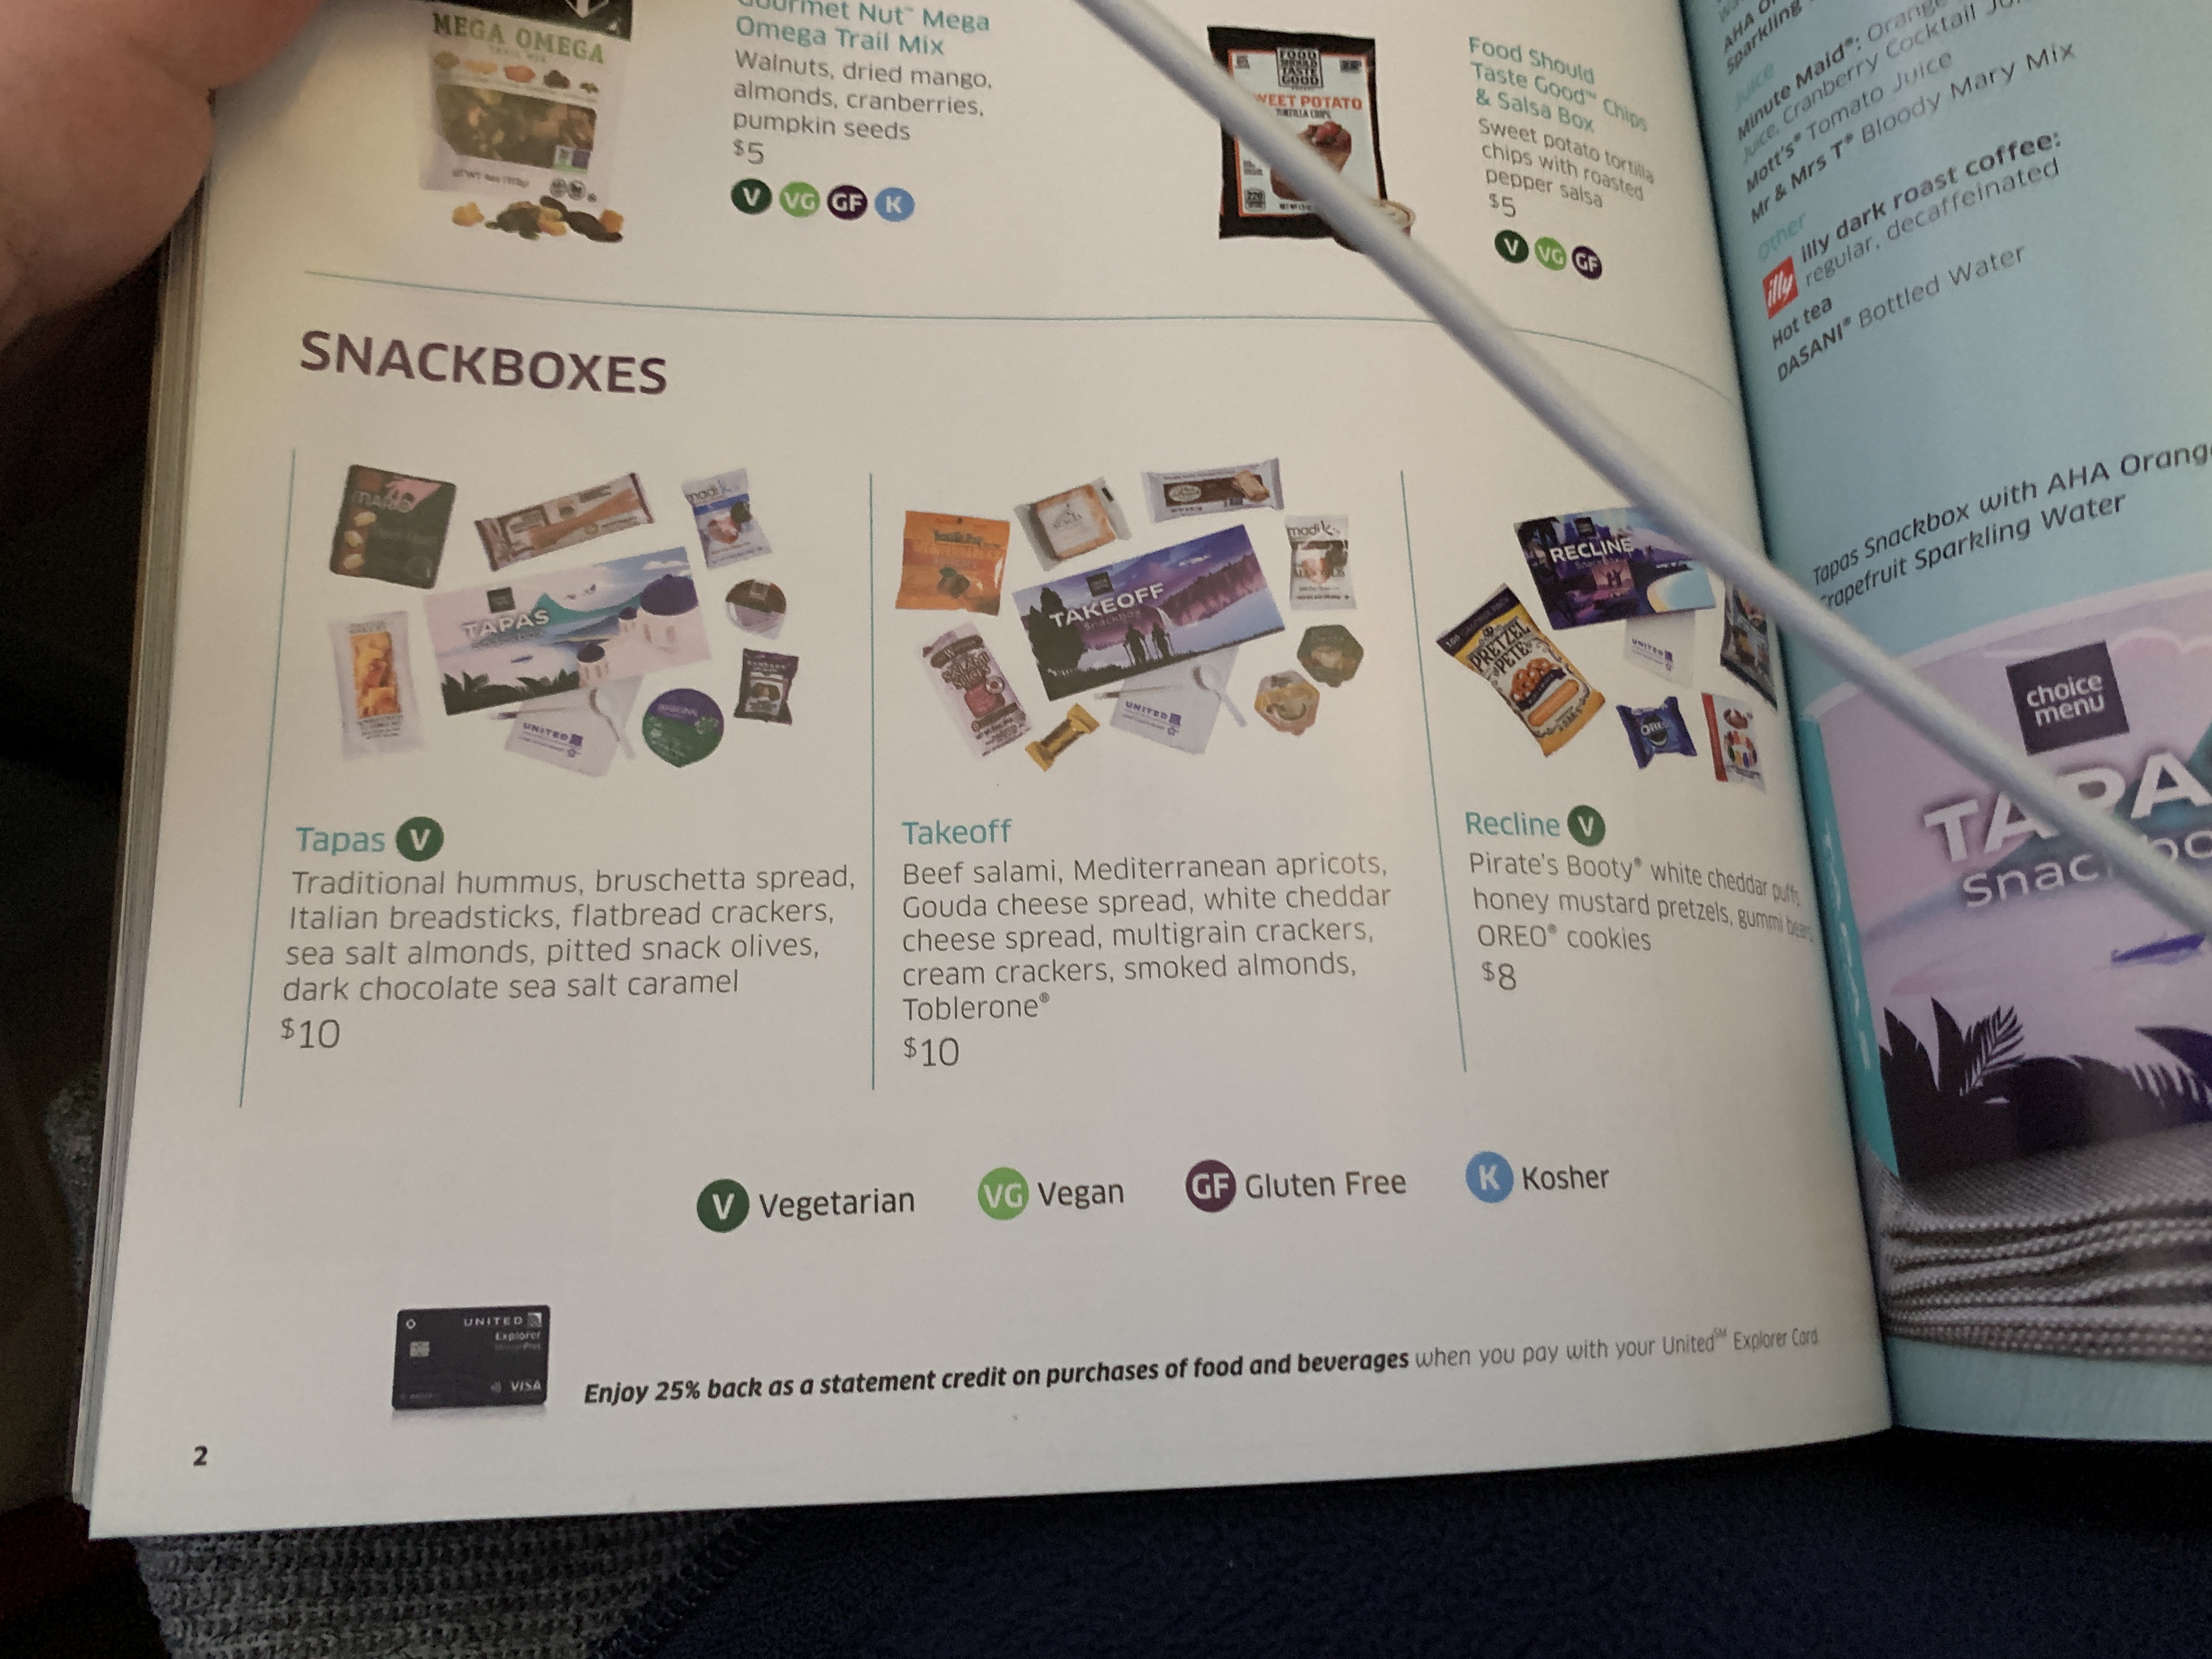 MEGA OMEGA
TRAIL MIX
Gourmet Nut™ Mega
Omega Trail Mix
Walnuts, dried mango,
almonds, cranberries,
pumpkin seeds
$5
V VG GF K
FOOD
SHOULD
TASTE
GOOD
SWEET POTATO
TORTILLA CHIPS
Food Should
Taste Good™ Chips
& Salsa Box
Sweet potato tortilla
chips with roasted
pepper salsa
$5
V VG GF
SNACKBOXES
madi
TAPAS
UNITED
TAKEOFF
Snackbox
madi
UNITED
RECLINE
PRETZEL
PETE
UNITED
OREO
Tapas V
Traditional hummus, bruschetta spread,
Italian breadsticks, flatbread crackers,
sea salt almonds, pitted snack olives,
dark chocolate sea salt caramel
$10
Takeoff
Beef salami, Mediterranean apricots,
Gouda cheese spread, white cheddar
cheese spread, multigrain crackers,
cream crackers, smoked almonds,
Toblerone®
$10
Recline V
Pirate's Booty® white cheddar puffs,
honey mustard pretzels, gummi bears,
OREO® cookies
$8
V Vegetarian VG Vegan GF Gluten Free K Kosher
UNITED
Explorer
VISA
Enjoy 25% back as a statement credit on purchases of food and beverages when you pay with your United℠ Explorer Card.
2
AHA
Sparkling
Juice
Minute Maid®: Orange
Juice, Cranberry Cocktail
Mott's® Tomato Juice
Mr & Mrs T® Bloody Mary Mix
Other
illy
illy dark roast coffee:
regular, decaffeinated
Hot tea
DASANI® Bottled Water
Tapas Snackbox with AHA Orange
Grapefruit Sparkling Water
choice
menu
TAPA